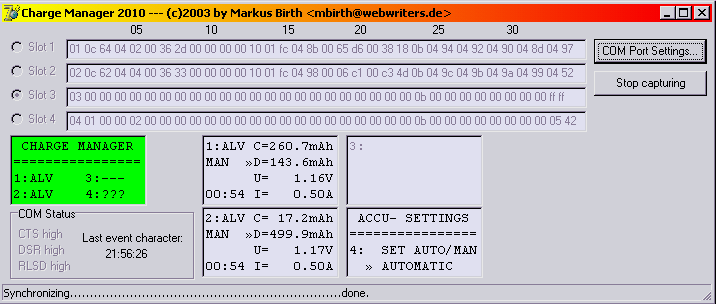 Charge Manager 2010 --- (c)2003 by Markus Birth <mbirth@webwriters.de>
05 10 15 20 25 30
Slot 1 01 0c 64 04 02 00 36 2d 00 00 00 00 10 01 fc 04 8b 00 65 d6 00 38 18 0b 04 94 04 92 04 90 04 8d 04 97
Slot 2 02 0c 64 04 02 00 36 33 00 00 00 00 10 01 fc 04 98 00 06 c1 00 c3 4d 0b 04 9c 04 9b 04 9a 04 99 04 52
Slot 3 03 00 00 00 00 00 00 00 00 00 00 00 00 00 00 00 00 00 00 00 00 00 00 0b 00 00 00 00 00 00 00 00 ff ff
Slot 4 04 01 00 00 02 00 00 00 00 00 00 00 00 00 00 00 00 00 00 00 00 00 00 0b 00 00 00 00 00 00 00 00 05 42
COM Port Settings...
Stop capturing
CHARGE MANAGER
================
1:ALV 3:---
2:ALV 4:???
1:ALV C=260.7mAh
MAN »D=143.6mAh
U= 1.16V
00:54 I= 0.50A
3:
COM Status
CTS high
DSR high
RLSD high
Last event character:
21:56:26
2:ALV C= 17.2mAh
MAN »D=499.9mAh
U= 1.17V
00:54 I= 0.50A
ACCU- SETTINGS
================
4: SET AUTO/MAN
» AUTOMATIC
Synchronizing....................................................................done.